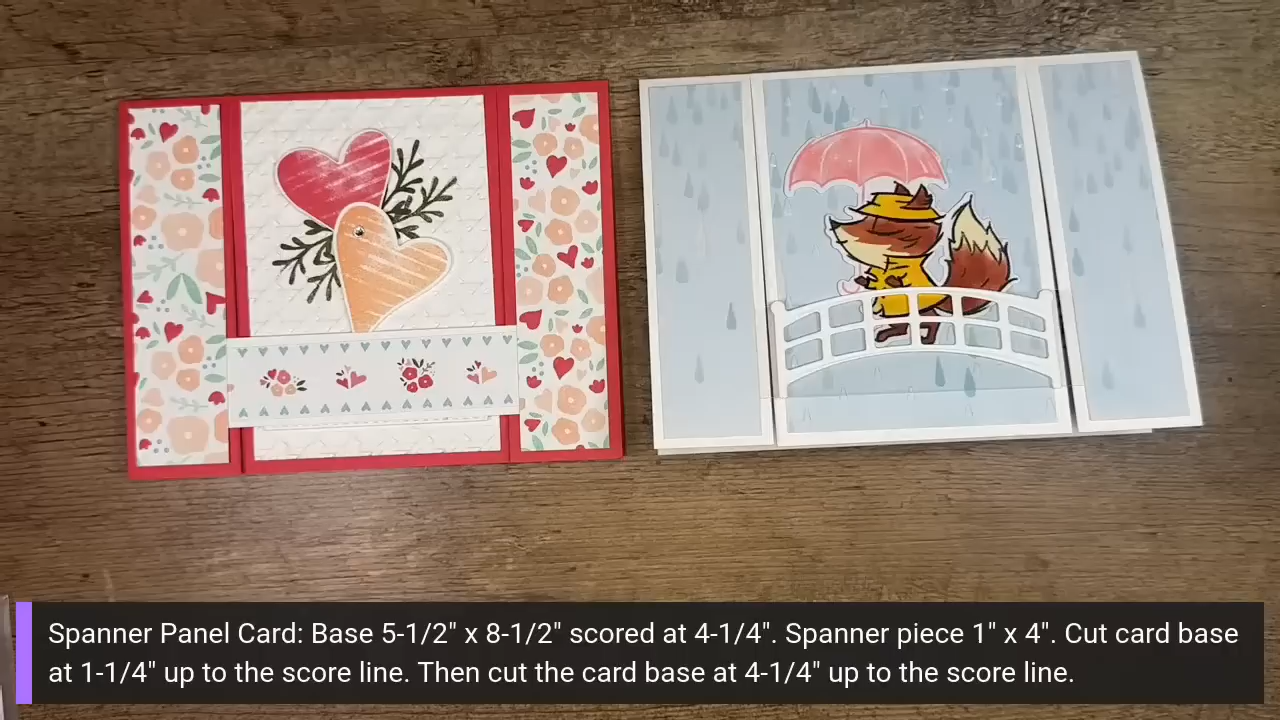 Spanner Panel Card: Base 5-1/2" x 8-1/2" scored at 4-1/4". Spanner piece 1" x 4". Cut card base
at 1-1/4" up to the score line. Then cut the card base at 4-1/4" up to the score line.